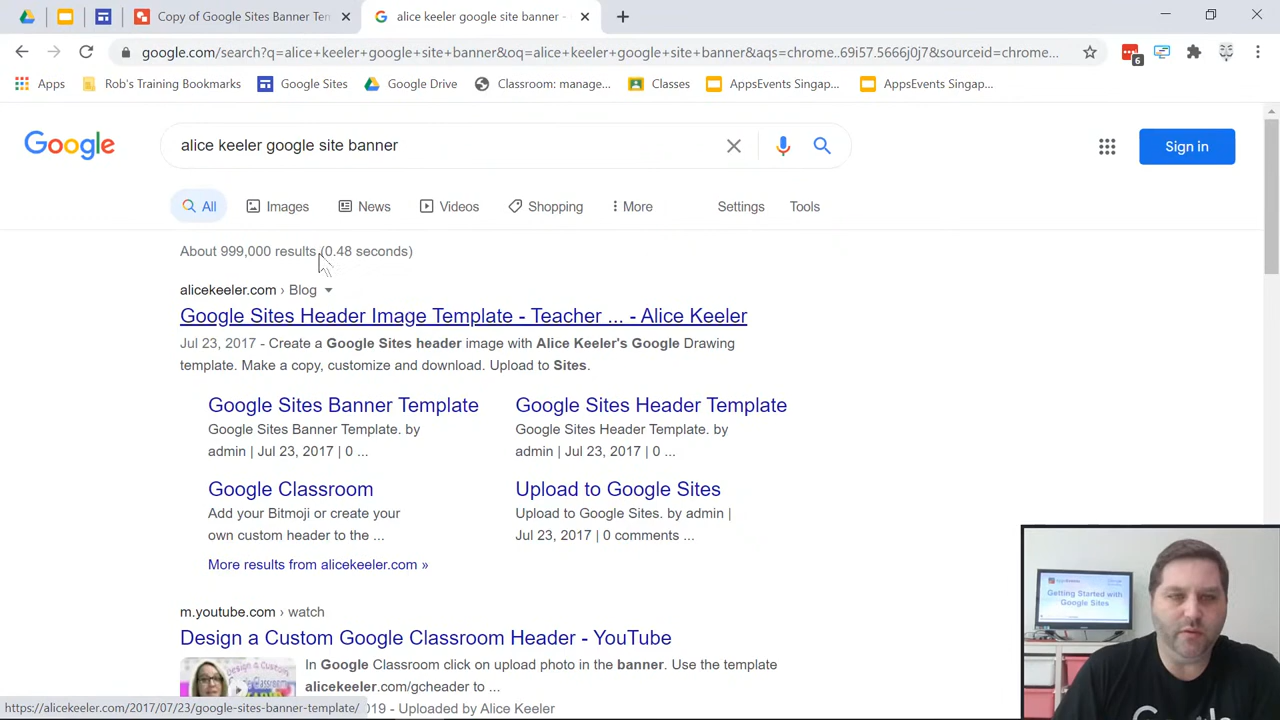 Copy of Google Sites Banner Ten
alice keeler google site banner -
google.com/search?q=alice+keeler+google+site+banner&oq=alice+keeler+google+site+banner&aqs=chrome..69i57.5666j0j7&sourceid=chrome...
6
Apps Rob's Training Bookmarks Google Sites Google Drive Classroom: manage... Classes AppsEvents Singap... AppsEvents Singap...
Google
alice keeler google site banner
Sign in
All Images News Videos Shopping More Settings Tools
About 999,000 results (0.48 seconds)
alicekeeler.com › Blog
Google Sites Header Image Template - Teacher ... - Alice Keeler
Jul 23, 2017 - Create a Google Sites header image with Alice Keeler's Google Drawing
template. Make a copy, customize and download. Upload to Sites.
Google Sites Banner Template
Google Sites Banner Template. by
admin | Jul 23, 2017 | 0 ...
Google Sites Header Template
Google Sites Header Template. by
admin | Jul 23, 2017 | 0 ...
Google Classroom
Add your Bitmoji or create your
own custom header to the ...
Upload to Google Sites
Upload to Google Sites. by admin |
Jul 23, 2017 | 0 comments ...
More results from alicekeeler.com »
m.youtube.com › watch
Design a Custom Google Classroom Header - YouTube
In Google Classroom click on upload photo in the banner. Use the template
alicekeeler.com/gcheader to ...
2019 - Uploaded by Alice Keeler
https://alicekeeler.com/2017/07/23/google-sites-banner-template/
Getting Started with
Google Sites